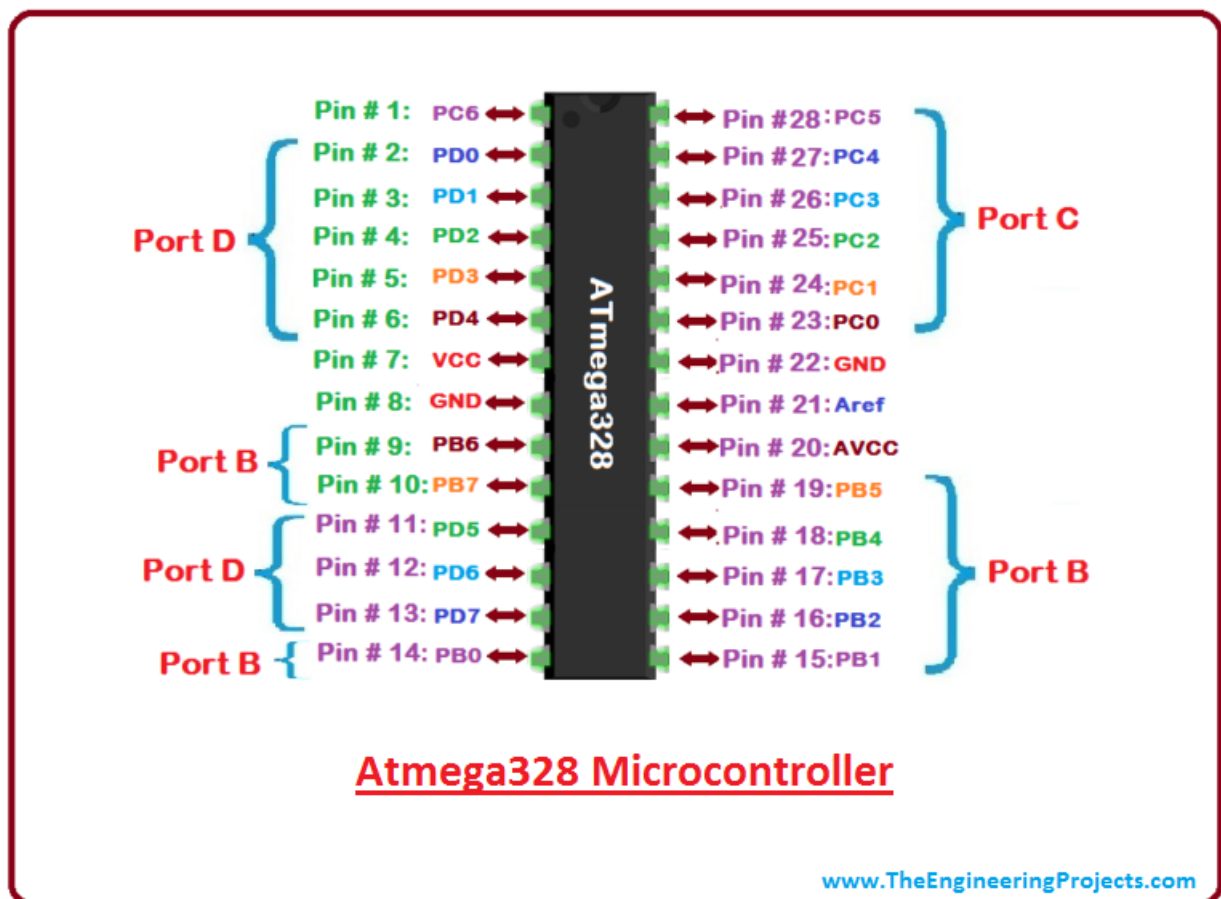 Pin # 1: PC6
Port D
Pin # 2: PD0
Pin # 3: PD1
Pin # 4: PD2
Pin # 5: PD3
Pin # 6: PD4
Pin # 7: VCC
Pin # 8: GND
Port B
Pin # 9: PB6
Pin # 10: PB7
Port D
Pin # 11: PD5
Pin # 12: PD6
Pin # 13: PD7
Port B
Pin # 14: PB0
ATmega328
Pin #28: PC5
Pin # 27: PC4
Pin # 26: PC3
Pin # 25: PC2
Pin # 24: PC1
Pin # 23: PC0
Port C
Pin # 22: GND
Pin # 21: Aref
Pin # 20: AVCC
Pin # 19: PB5
Pin # 18: PB4
Pin # 17: PB3
Pin # 16: PB2
Pin # 15: PB1
Port B
Atmega328 Microcontroller
www.TheEngineeringProjects.com